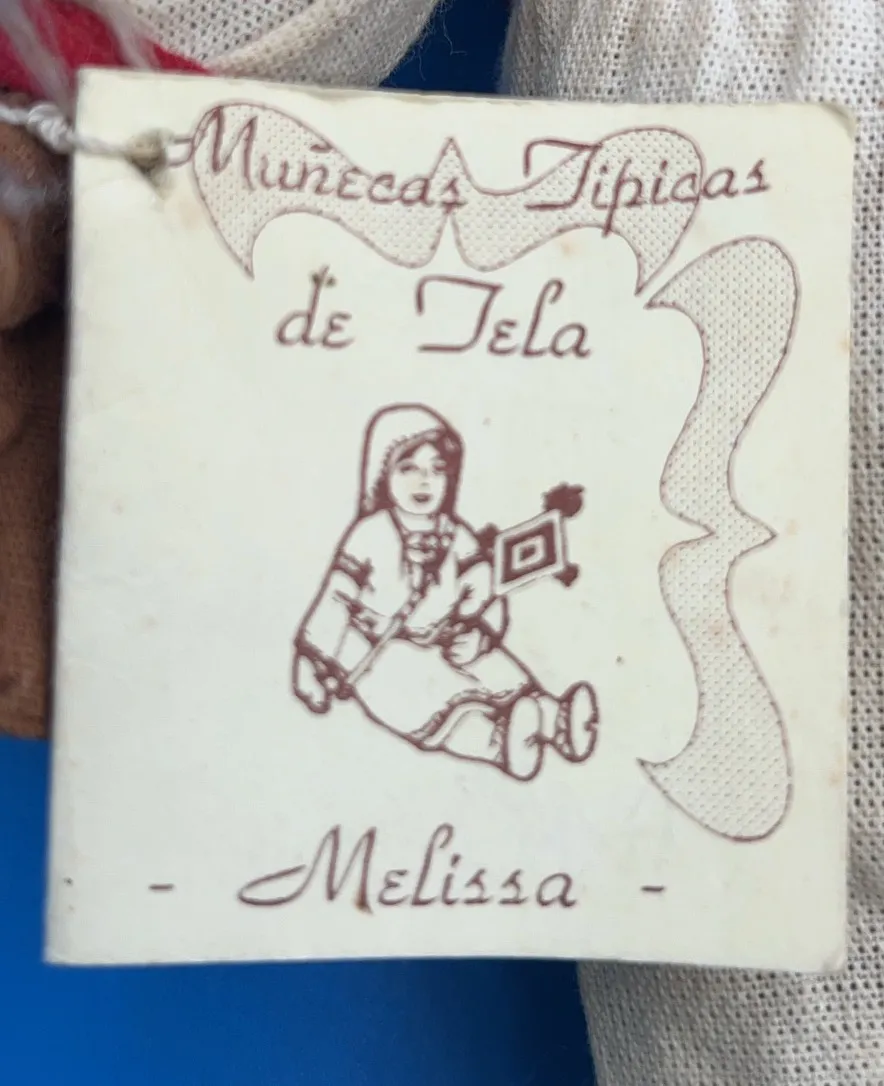 Muñecas Tipicas
de Tela
- Melissa -